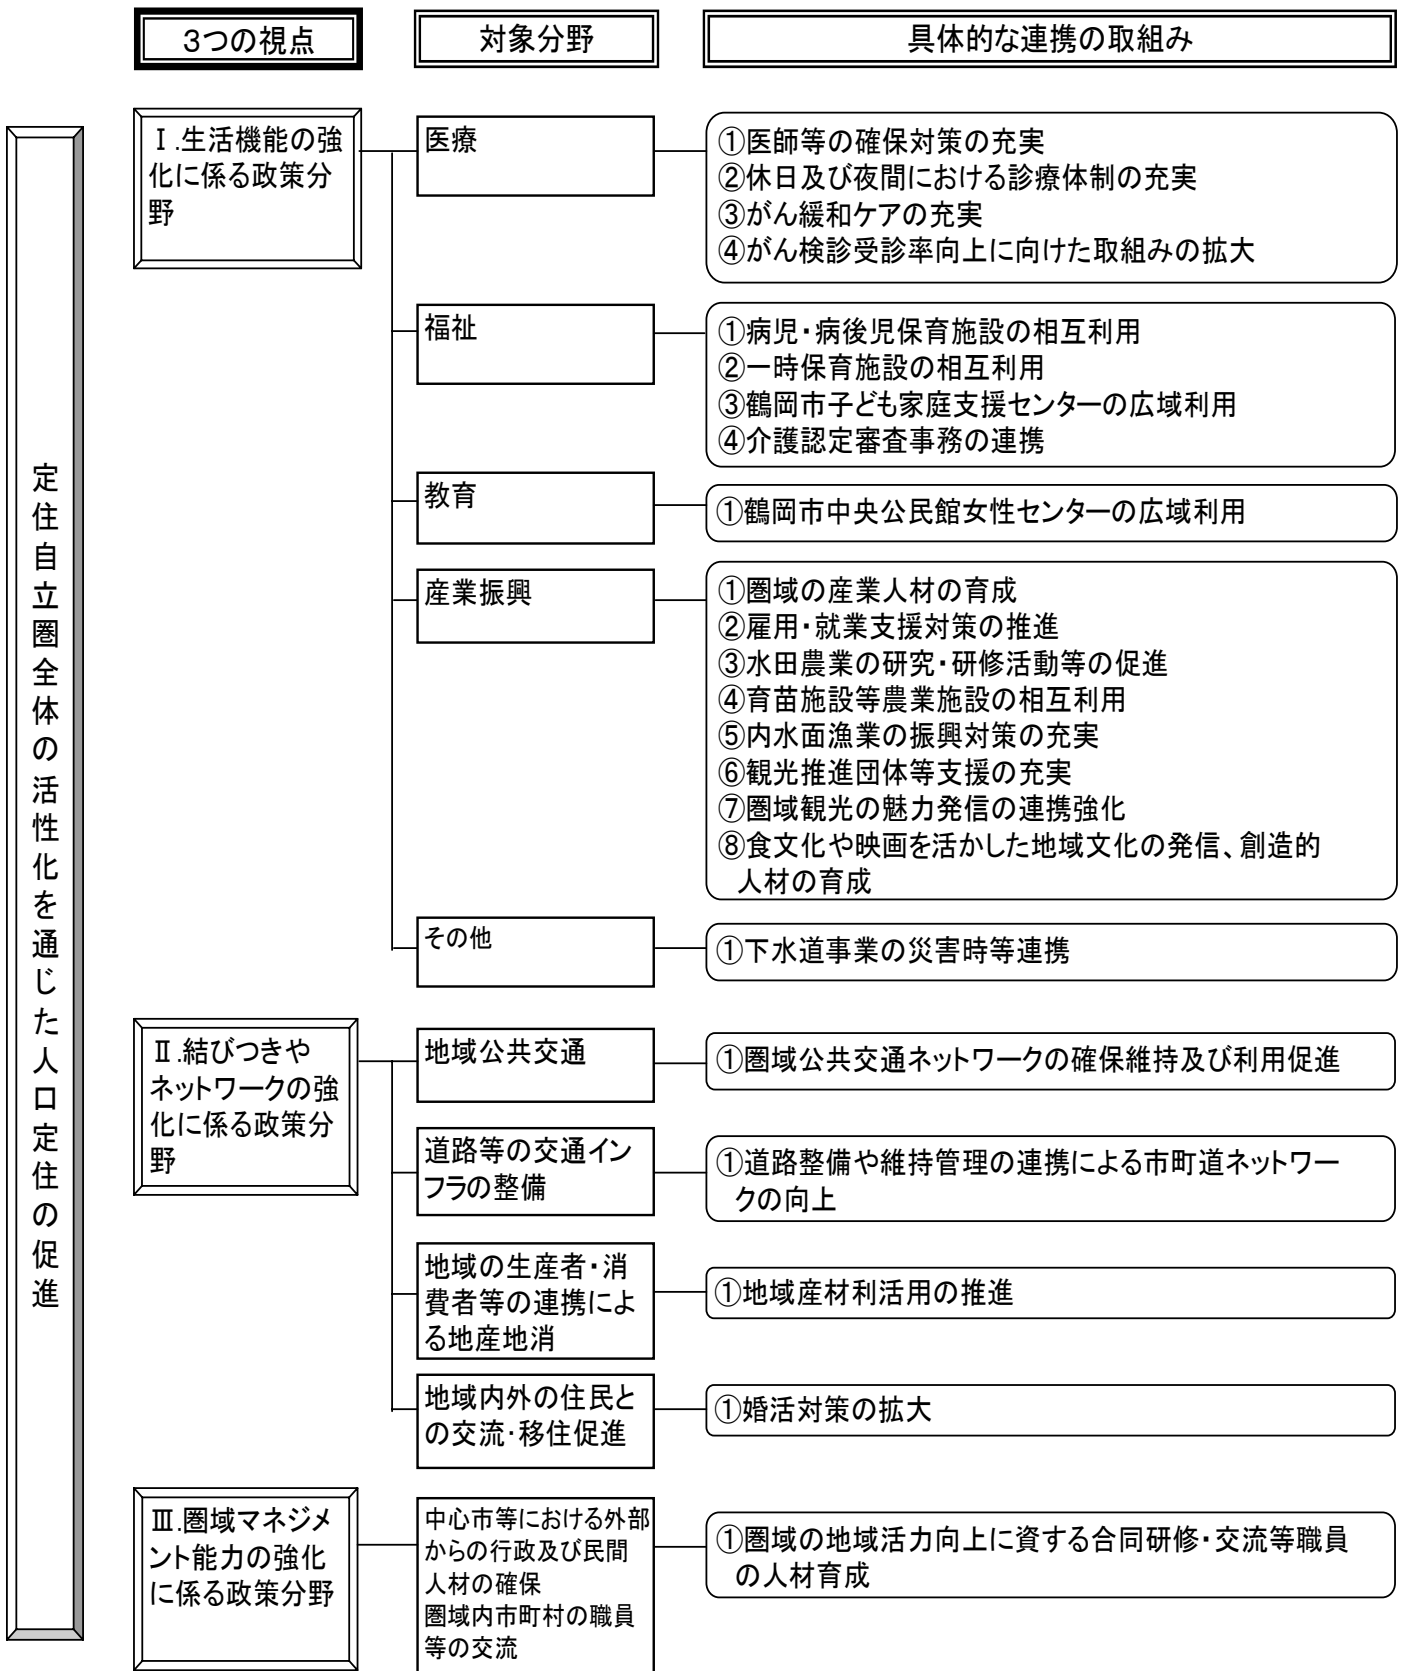 3つの視点
対象分野
具体的な連携の取組み
定住自立圏全体の活性化を通じた人口定住の促進
Ⅰ.生活機能の強
化に係る政策分
野
医療
①医師等の確保対策の充実
②休日及び夜間における診療体制の充実
③がん緩和ケアの充実
④がん検診受診率向上に向けた取組みの拡大
福祉
①病児・病後児保育施設の相互利用
②一時保育施設の相互利用
③鶴岡市子ども家庭支援センターの広域利用
④介護認定審査事務の連携
教育
①鶴岡市中央公民館女性センターの広域利用
産業振興
①圏域の産業人材の育成
②雇用・就業支援対策の推進
③水田農業の研究・研修活動等の促進
④育苗施設等農業施設の相互利用
⑤内水面漁業の振興対策の充実
⑥観光推進団体等支援の充実
⑦圏域観光の魅力発信の連携強化
⑧食文化や映画を活かした地域文化の発信、創造的
人材の育成
その他
①下水道事業の災害時等連携
Ⅱ.結びつきや
ネットワークの強
化に係る政策分
野
地域公共交通
①圏域公共交通ネットワークの確保維持及び利用促進
道路等の交通イン
フラの整備
①道路整備や維持管理の連携による市町道ネットワー
クの向上
地域の生産者・消
費者等の連携によ
る地産地消
①地域産材利活用の推進
地域内外の住民と
の交流・移住促進
①婚活対策の拡大
Ⅲ.圏域マネジメ
ント能力の強化
に係る政策分野
中心市等における外部
からの行政及び民間
人材の確保
圏域内市町村の職員
等の交流
①圏域の地域活力向上に資する合同研修・交流等職員
の人材育成